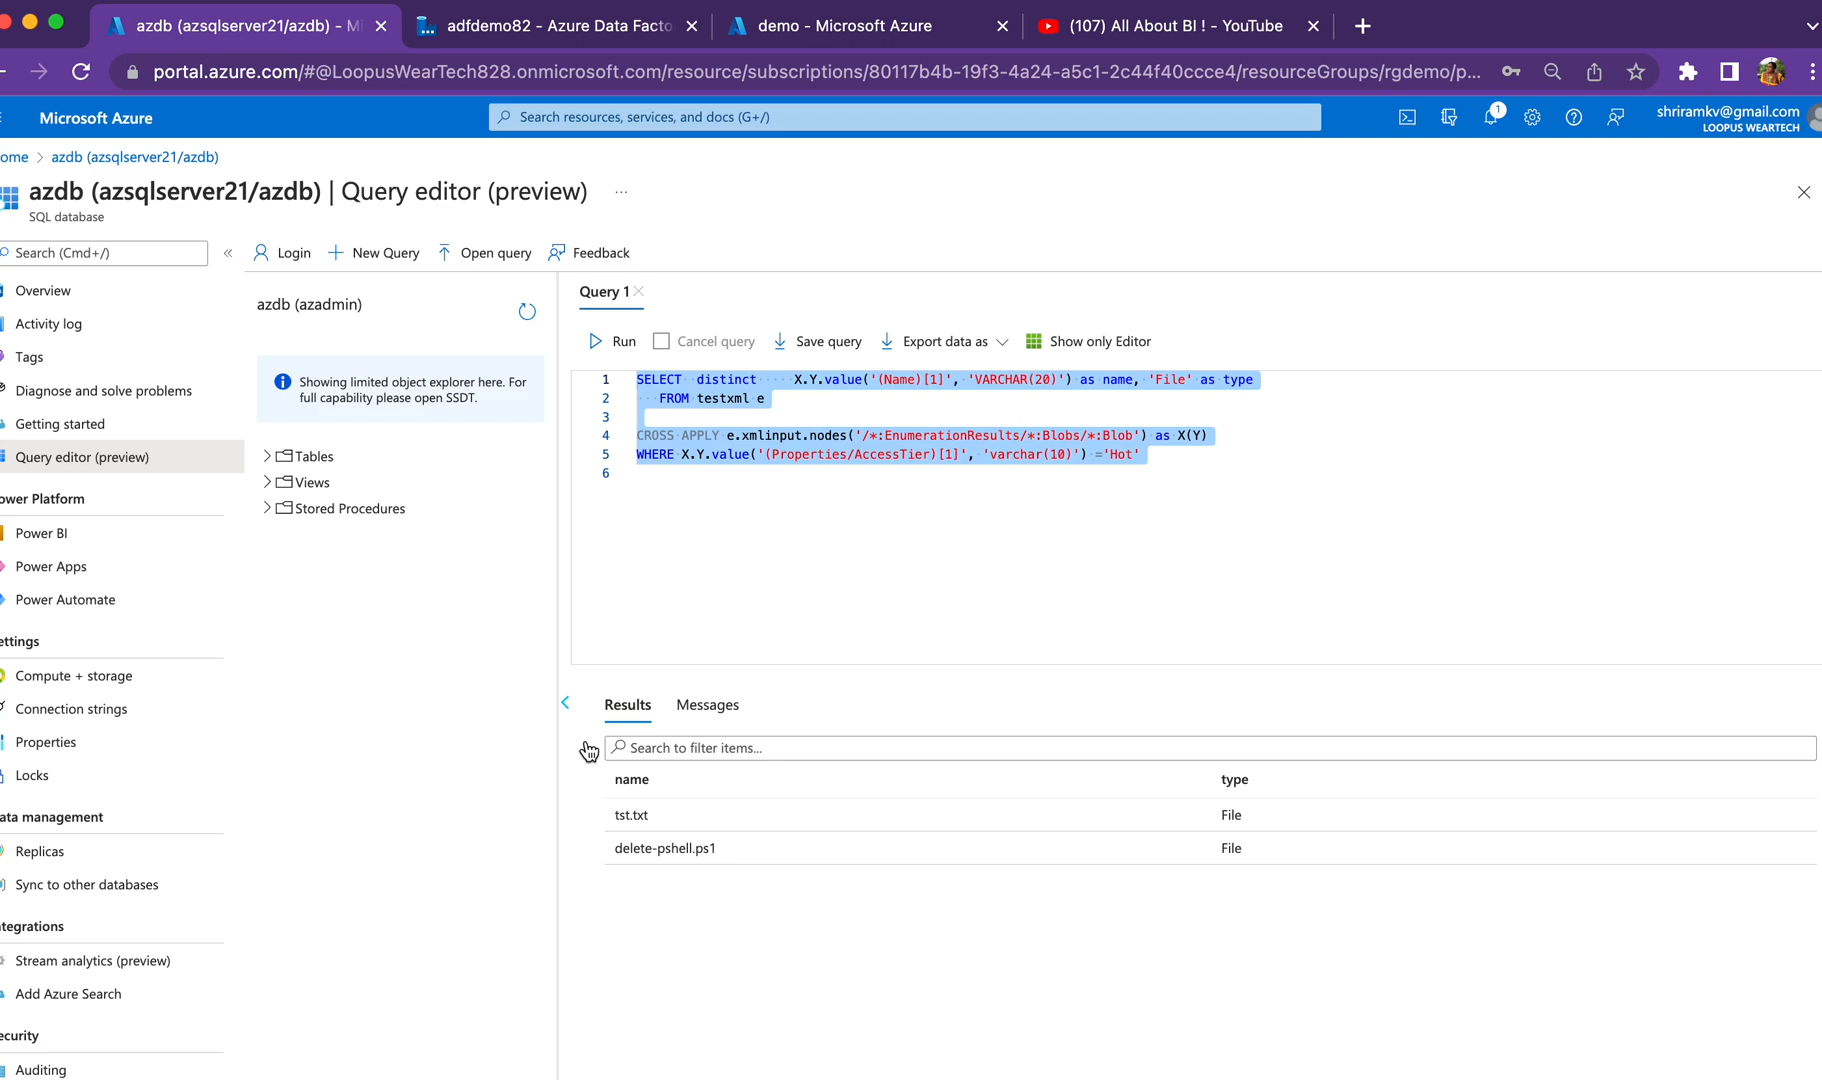 azdb (azsqlserver21/azdb) - Mi
adfdemo82 - Azure Data Facto
demo - Microsoft Azure
(107) All About BI ! - YouTube
portal.azure.com/#@LoopusWearTech828.onmicrosoft.com/resource/subscriptions/80117b4b-19f3-4a24-a5c1-2c44f40ccce4/resourceGroups/rgdemo/p...
Microsoft Azure
Search resources, services, and docs (G+/)
1
shriramkv@gmail.com
LOOPUS WEARTECH
ome > azdb (azsqlserver21/azdb)
azdb (azsqlserver21/azdb) | Query editor (preview) ...
SQL database
Search (Cmd+/)
«
Login
New Query
Open query
Feedback
Overview
Activity log
Tags
Diagnose and solve problems
Getting started
Query editor (preview)
ower Platform
Power BI
Power Apps
Power Automate
ettings
Compute + storage
Connection strings
Properties
Locks
ata management
Replicas
Sync to other databases
tegrations
Stream analytics (preview)
Add Azure Search
ecurity
Auditing
azdb (azadmin)
Showing limited object explorer here. For
full capability please open SSDT.
Tables
Views
Stored Procedures
Query 1
Run
Cancel query
Save query
Export data as
Show only Editor
1 SELECT distinct X.Y.value('(Name)[1]', 'VARCHAR(20)') as name, 'File' as type
2 FROM testxml e
3
4 CROSS APPLY e.xmlinput.nodes('/*:EnumerationResults/*:Blobs/*:Blob') as X(Y)
5 WHERE X.Y.value('(Properties/AccessTier)[1]', 'varchar(10)') ='Hot'
6
Results
Messages
Search to filter items...
name type
tst.txt File
delete-pshell.ps1 File